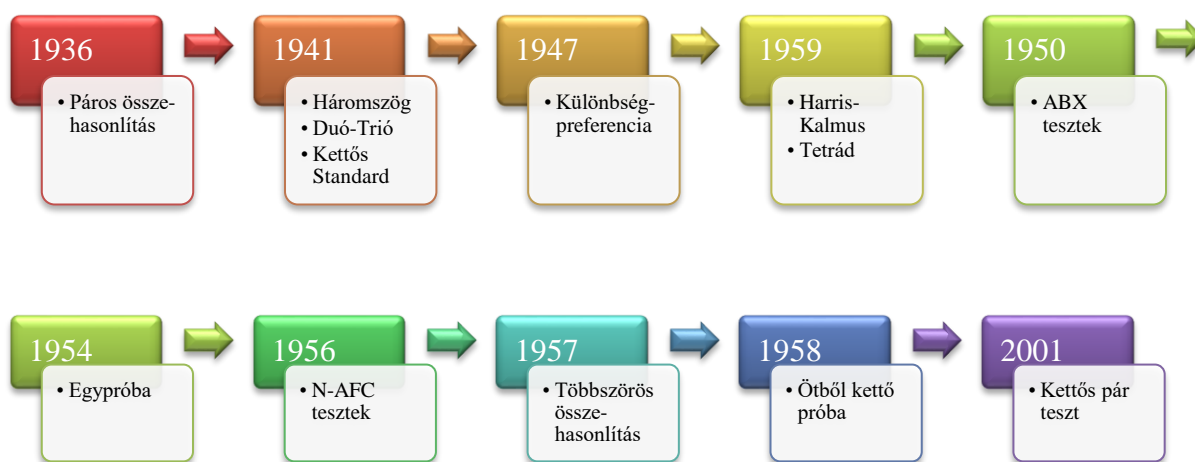 1936
• Páros össze-
hasonlítás
1941
• Háromszög
• Duó-Trió
• Kettős
Standard
1947
• Különbség-
preferencia
1959
• Harris-
Kalmus
• Tetrád
1950
• ABX
tesztek
1954
• Egypróba
1956
• N-AFC
tesztek
1957
• Többszörös
össze-
hasonlítás
1958
• Ötből kettő
próba
2001
• Kettős pár
teszt